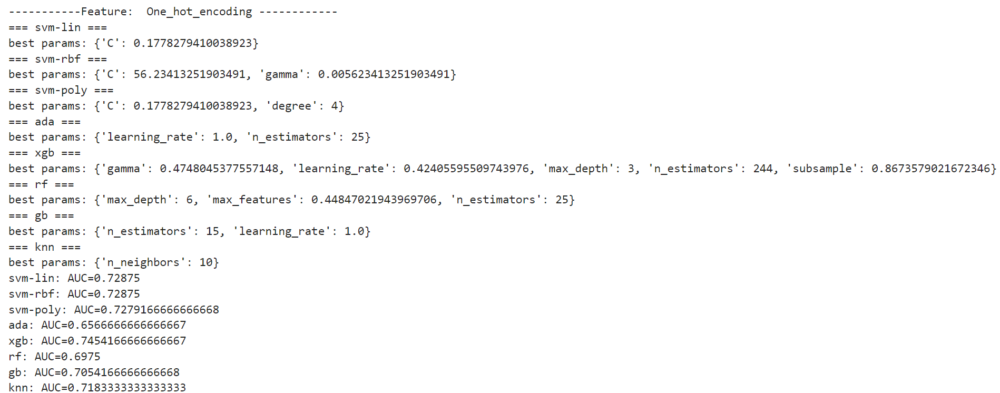 -----------Feature:  One_hot_encoding ------------
=== svm-lin ===
best params: {'C': 0.1778279410038923}
=== svm-rbf ===
best params: {'C': 56.23413251903491, 'gamma': 0.005623413251903491}
=== svm-poly ===
best params: {'C': 0.1778279410038923, 'degree': 4}
=== ada ===
best params: {'learning_rate': 1.0, 'n_estimators': 25}
=== xgb ===
best params: {'gamma': 0.4748045377557148, 'learning_rate': 0.42405595509743976, 'max_depth': 3, 'n_estimators': 244, 'subsample': 0.8673579021672346}
=== rf ===
best params: {'max_depth': 6, 'max_features': 0.44847021943969706, 'n_estimators': 25}
=== gb ===
best params: {'n_estimators': 15, 'learning_rate': 1.0}
=== knn ===
best params: {'n_neighbors': 10}
svm-lin: AUC=0.72875
svm-rbf: AUC=0.72875
svm-poly: AUC=0.7279166666666668
ada: AUC=0.6566666666666667
xgb: AUC=0.7454166666666667
rf: AUC=0.6975
gb: AUC=0.7054166666666668
knn: AUC=0.7183333333333333